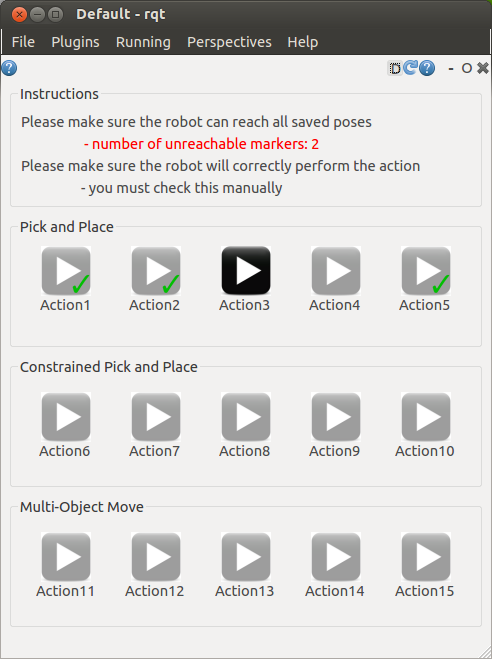 Default - rqt
File Plugins Running Perspectives Help
D - O
Instructions
Please make sure the robot can reach all saved poses
- number of unreachable markers: 2
Please make sure the robot will correctly perform the action
- you must check this manually
Pick and Place
Action1 Action2 Action3 Action4 Action5
Constrained Pick and Place
Action6 Action7 Action8 Action9 Action10
Multi-Object Move
Action11 Action12 Action13 Action14 Action15